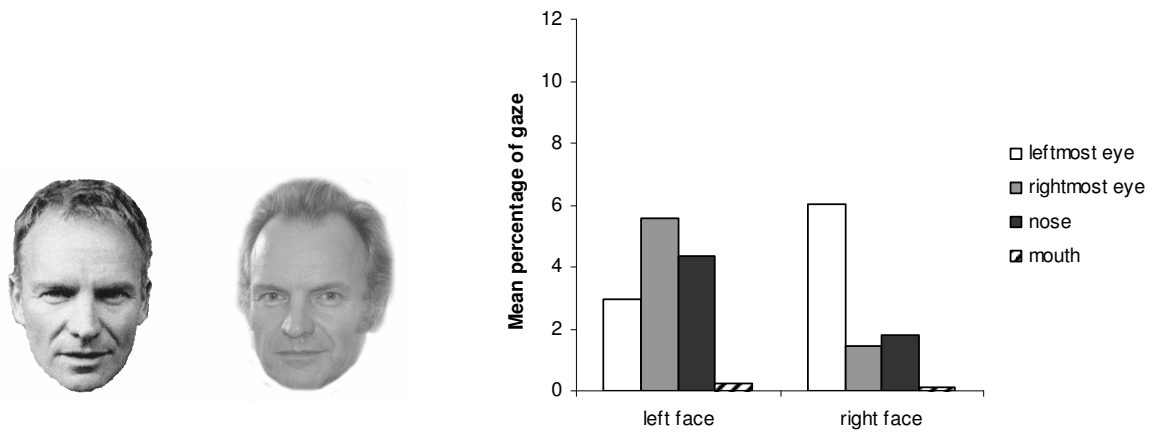 12
10
8
6
4
2
0
Mean percentage of gaze
left face
right face
leftmost eye
rightmost eye
nose
mouth